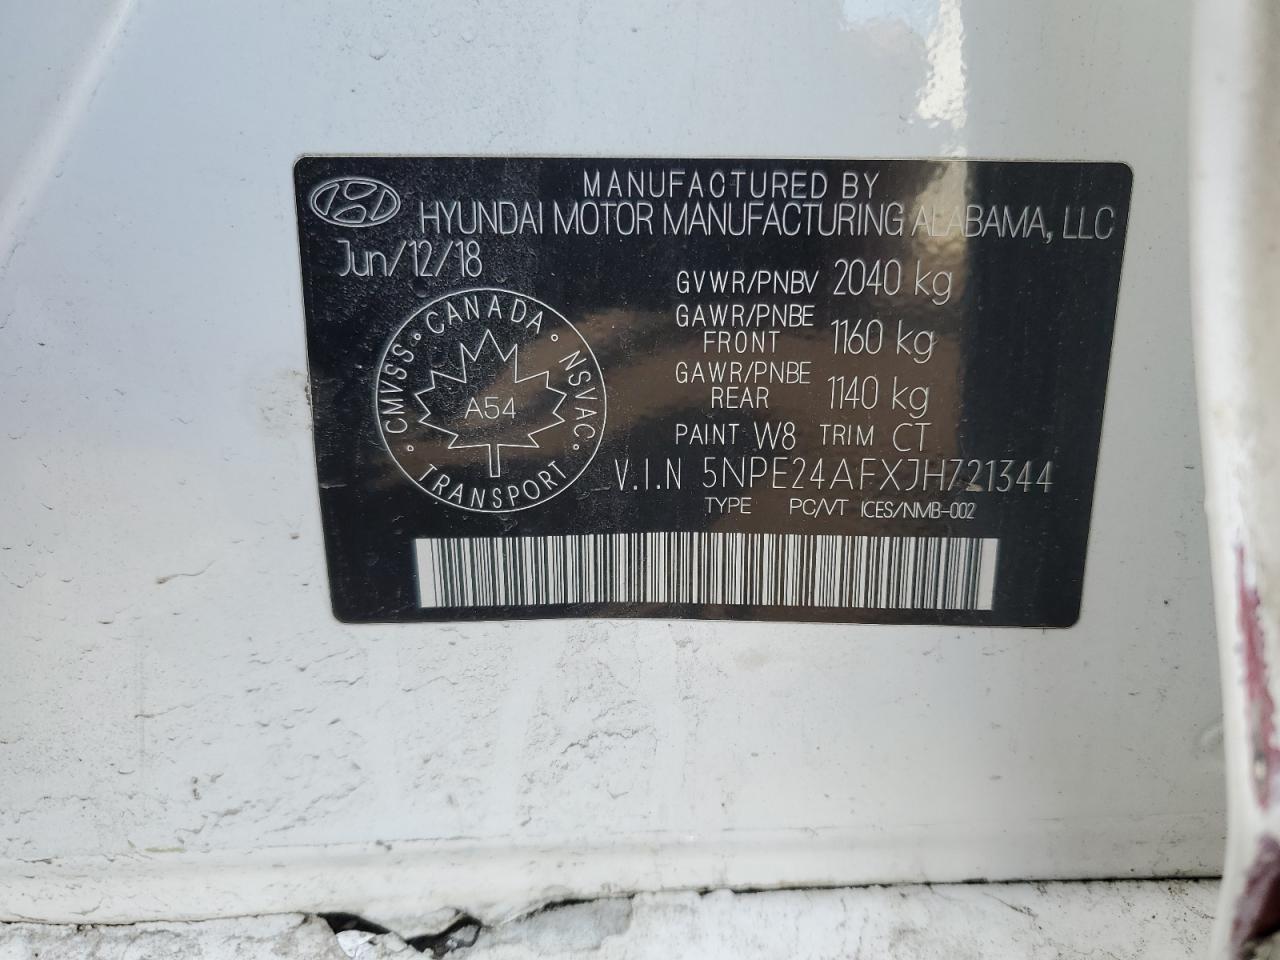 MANUFACTURED BY
HYUNDAI MOTOR MANUFACTURING ALABAMA, LLC
Jun/12/18
GVWR/PNBV 2040 kg
GAWR/PNBE
FRONT 1160 kg
GAWR/PNBE
REAR 1140 kg
PAINT W8 TRIM CT
V.I.N 5NPE24AFXJH721344
TYPE PC/VT ICES/NMB-002
CANADA
CMVSS
NSVAC
A54
TRANSPORT